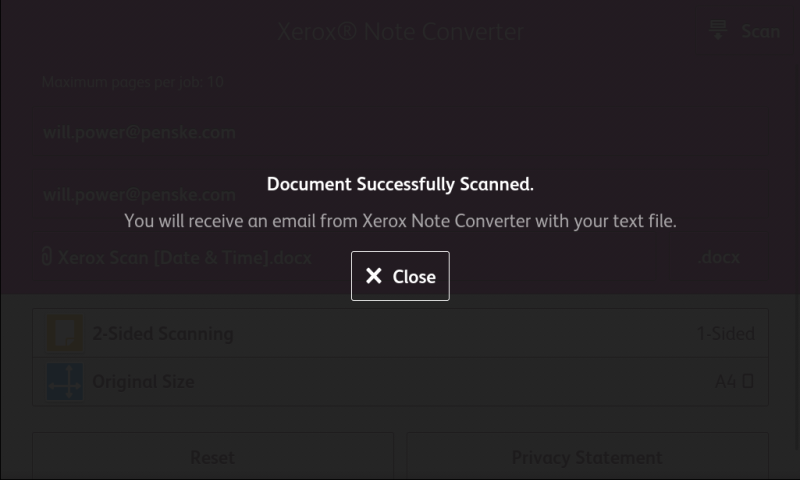 Xerox® Note Converter
Scan
Maximum pages per job: 10
will.power@penske.com
will.power@penske.com
Document Successfully Scanned.
You will receive an email from Xerox Note Converter with your text file.
Xerox Scan [Date & Time].docx
.docx
Close
2-Sided Scanning
1-Sided
Original Size
A4
Reset
Privacy Statement